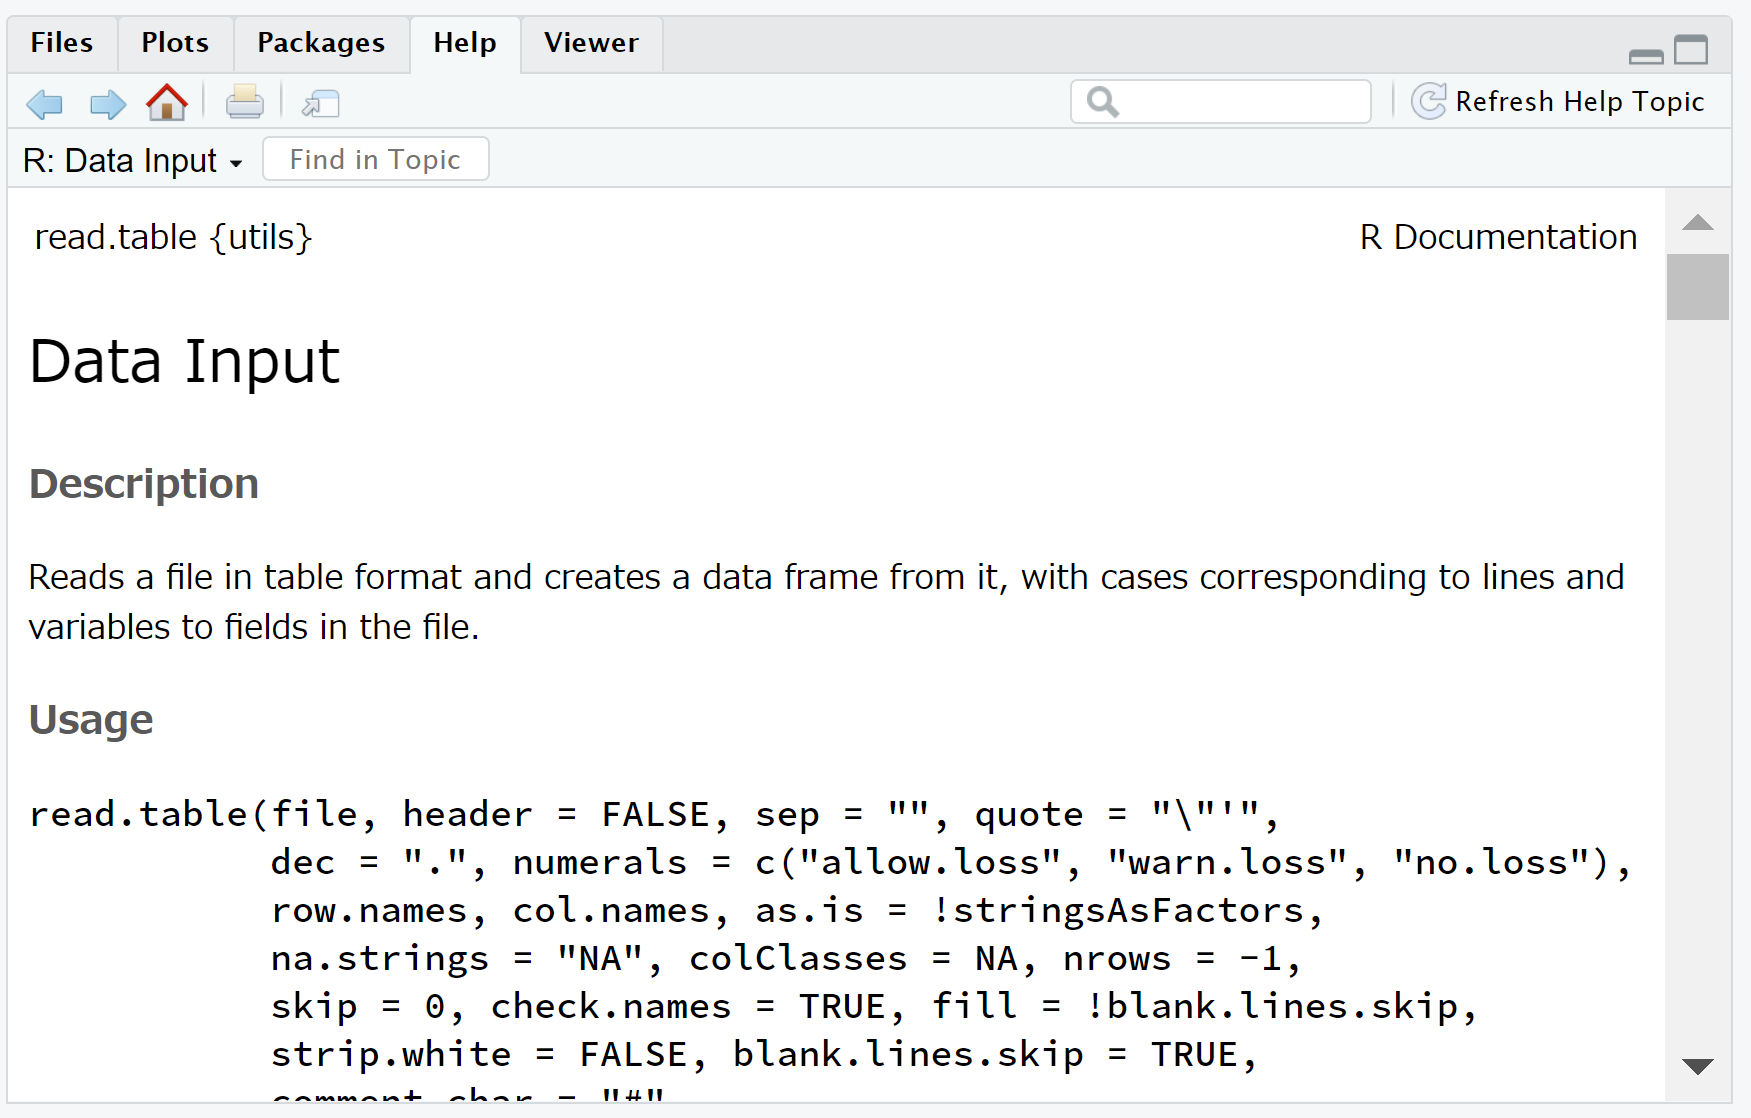 Files Plots Packages Help Viewer
Refresh Help Topic
R: Data Input Find in Topic
read.table {utils} R Documentation
Data Input
Description
Reads a file in table format and creates a data frame from it, with cases corresponding to lines and
variables to fields in the file.
Usage
read.table(file, header = FALSE, sep = "", quote = "\"'",
dec = ".", numerals = c("allow.loss", "warn.loss", "no.loss"),
row.names, col.names, as.is = !stringsAsFactors,
na.strings = "NA", colClasses = NA, nrows = -1,
skip = 0, check.names = TRUE, fill = !blank.lines.skip,
strip.white = FALSE, blank.lines.skip = TRUE,
comment.char = "#"